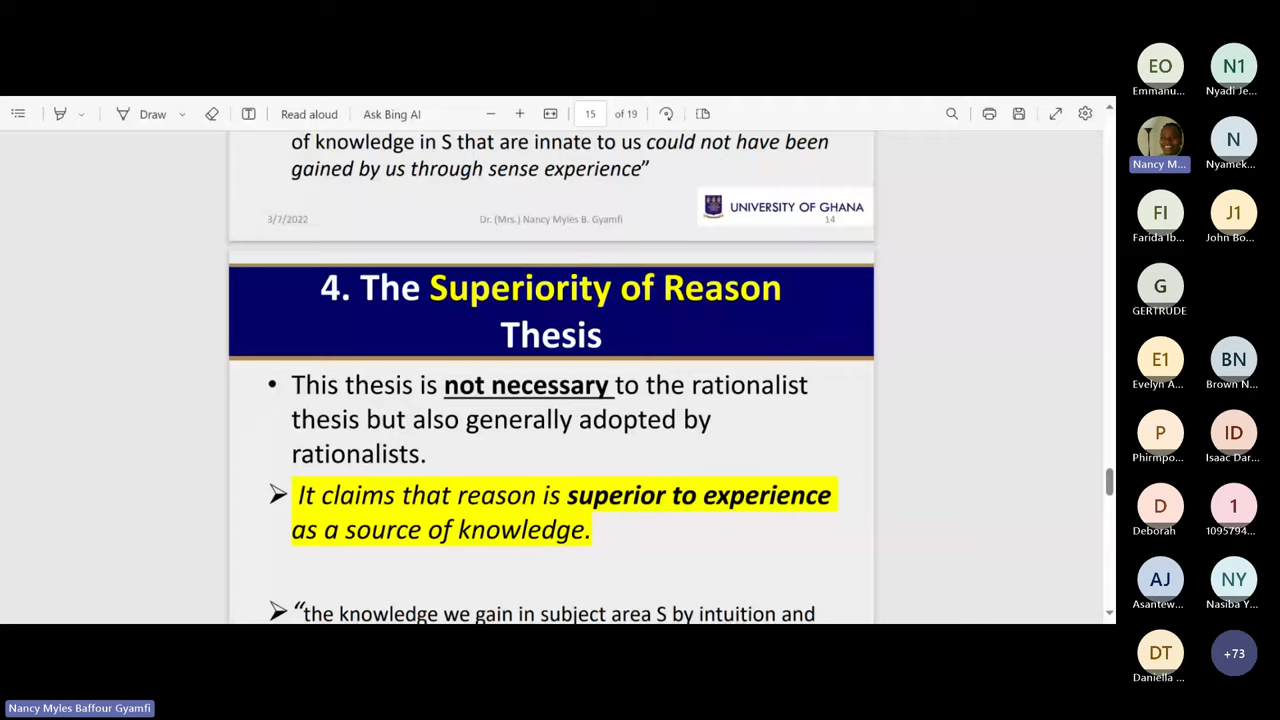 Draw
Read aloud
Ask Bing AI
15
of 19
of knowledge in S that are innate to us could not have been
gained by us through sense experience”
3/7/2022
Dr. (Mrs.) Nancy Myles B. Gyamfi
UNIVERSITY OF GHANA
14
4. The Superiority of Reason
Thesis
• This thesis is not necessary to the rationalist
thesis but also generally adopted by
rationalists.
➢ It claims that reason is superior to experience
as a source of knowledge.
➢ “the knowledge we gain in subject area S by intuition and
EO
Emmanu...
N1
Nyadi Je...
Nancy M...
N
Nyamek...
FI
Farida Ib...
J1
John Bo...
G
GERTRUDE
E1
Evelyn A...
BN
Brown N...
P
Phirmpo...
ID
Isaac Dar...
D
Deborah
1
1095794...
AJ
Asantew...
NY
Nasiba Y...
DT
Daniella ...
+73
Nancy Myles Baffour Gyamfi